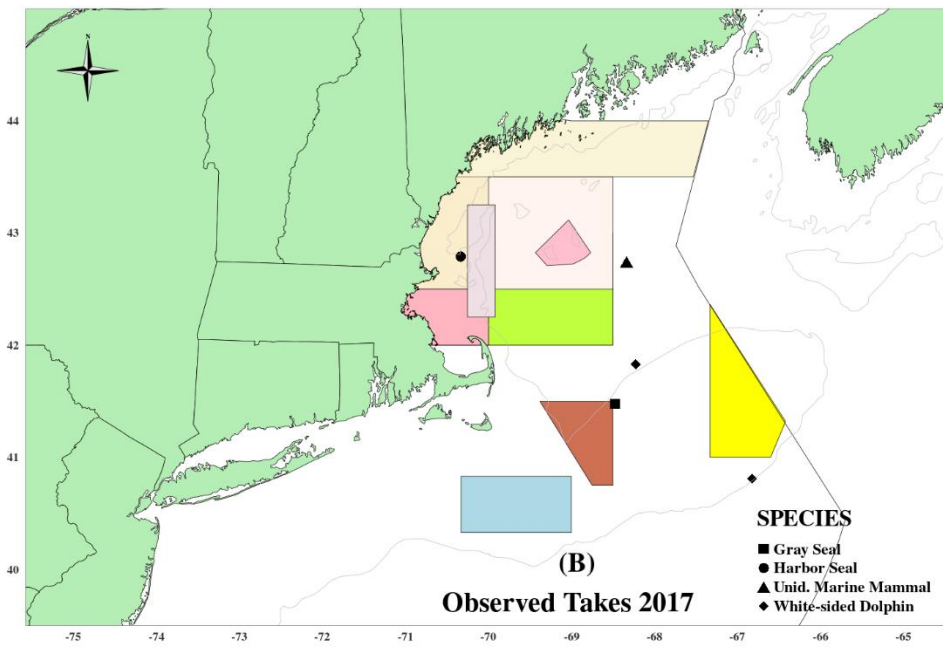 N
44
43
42
41
40
SPECIES
Gray Seal
Harbor Seal
Unid. Marine Mammal
White-sided Dolphin
(B)
Observed Takes 2017
-75 -74 -73 -72 -71 -70 -69 -68 -67 -66 -65